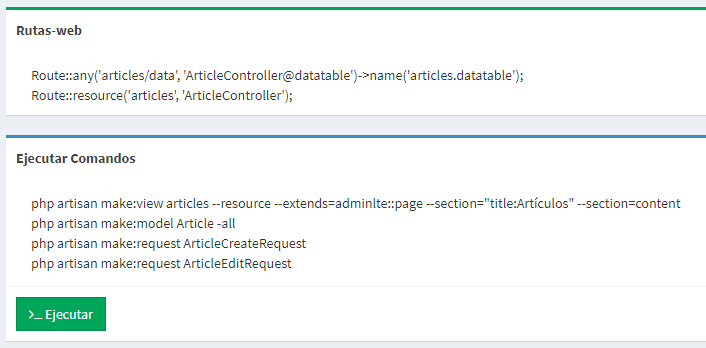 Rutas-web
Route::any('articles/data', 'ArticleController@datatable')->name('articles.datatable');
Route::resource('articles', 'ArticleController');
Ejecutar Comandos
php artisan make:view articles --resource --extends=adminlte::page --section="title:Artículos" --section=content
php artisan make:model Article -all
php artisan make:request ArticleCreateRequest
php artisan make:request ArticleEditRequest
Ejecutar